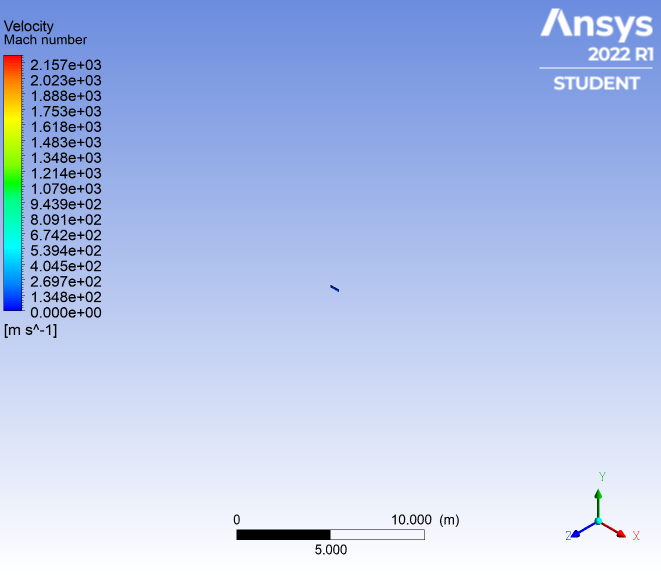 Velocity
Mach number
2.157e+03
2.023e+03
1.888e+03
1.753e+03
1.618e+03
1.483e+03
1.348e+03
1.214e+03
1.079e+03
9.439e+02
8.091e+02
6.742e+02
5.394e+02
4.045e+02
2.697e+02
1.348e+02
0.000e+00
[m s^-1]
Ansys
2022 R1
STUDENT
0 10.000 (m)
5.000
Y
Z X